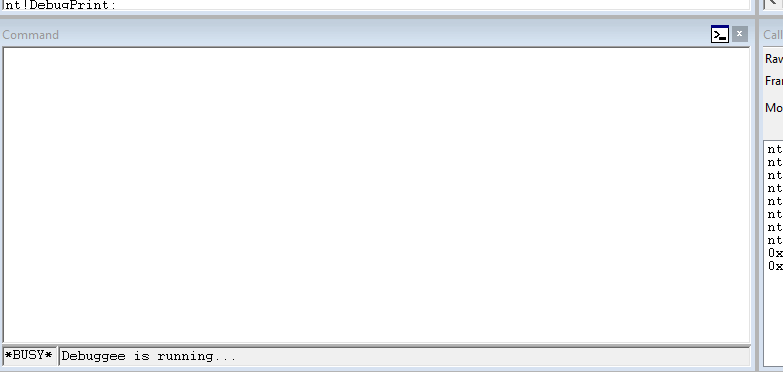 nt!DebugPrint:
Command
Call
Raw
Fra
Mo
nt
nt
nt
nt
nt
nt
nt
nt
0x
0x
*BUSY* Debuggee is running...